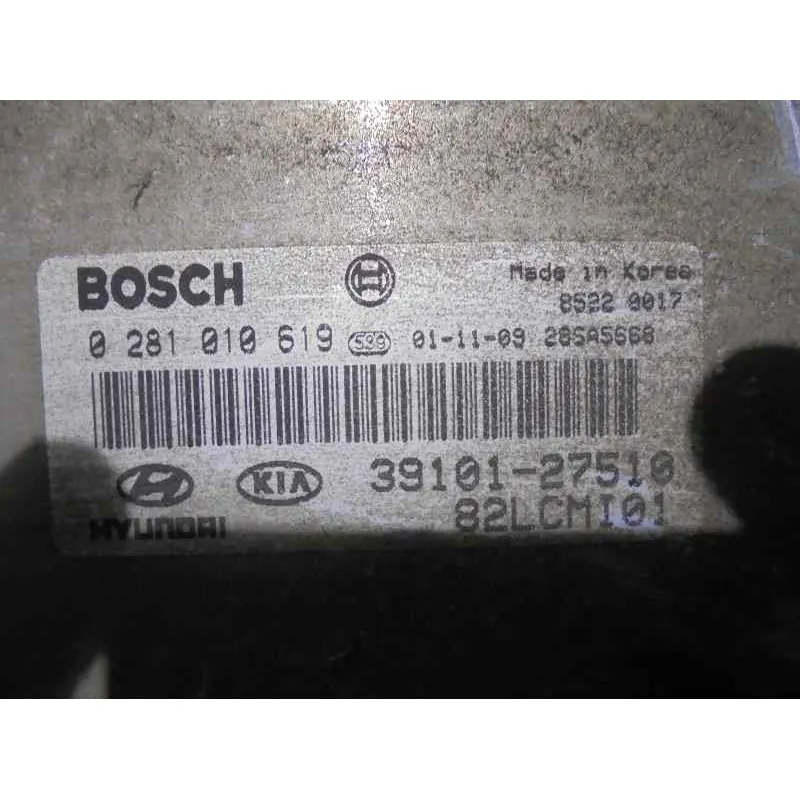 BOSCH
Made in Korea
8522 9017
0 281 010 619 539 01-11-09 285A5668
KIA 39101-27510
HYUNDAI 82LCMI01